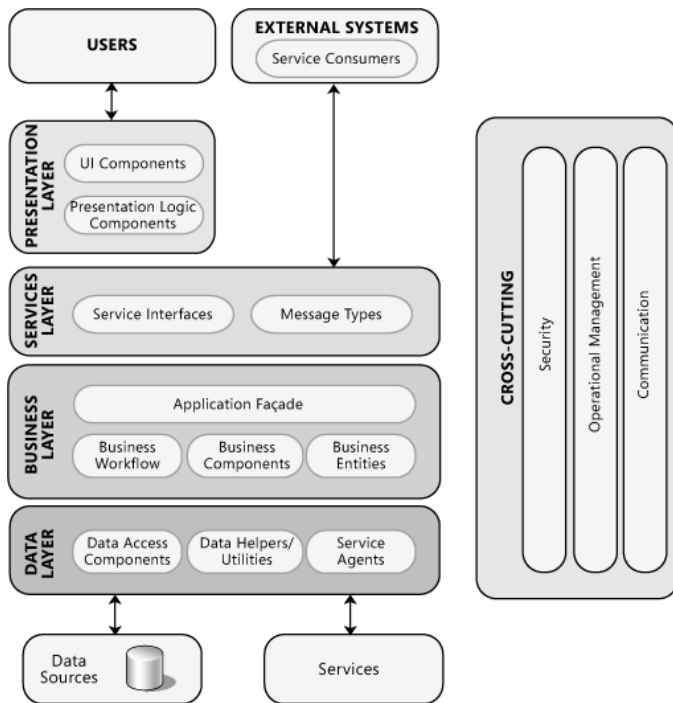 USERS
EXTERNAL SYSTEMS
Service Consumers
PRESENTATION
LAYER
UI Components
Presentation Logic
Components
SERVICES
LAYER
Service Interfaces
Message Types
BUSINESS
LAYER
Application Façade
Business
Workflow
Business
Components
Business
Entities
DATA
LAYER
Data Access
Components
Data Helpers/
Utilities
Service
Agents
Data
Sources
Services
CROSS-CUTTING
Security
Operational Management
Communication